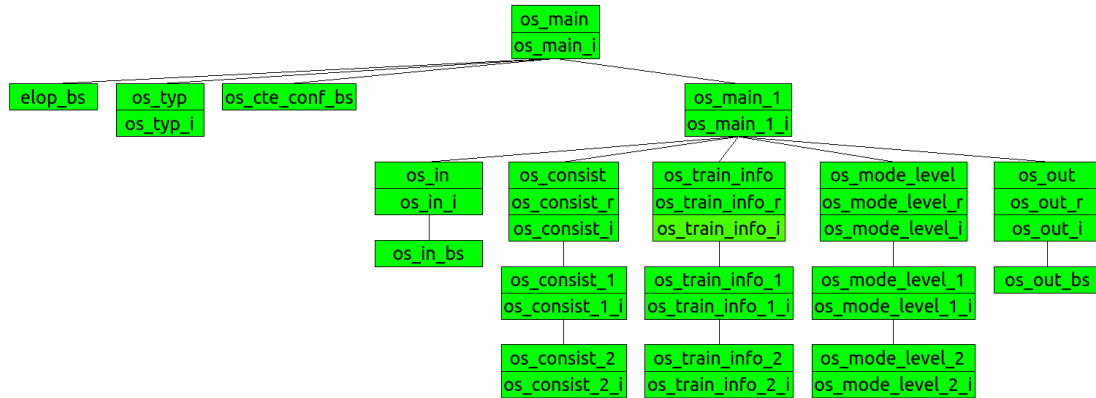 os_main
os_main_i
elop_bs
os_typ
os_typ_i
os_cte_conf_bs
os_main_1
os_main_1_i
os_in
os_in_i
os_in_bs
os_consist
os_consist_r
os_consist_i
os_consist_1
os_consist_1_i
os_consist_2
os_consist_2_i
os_train_info
os_train_info_r
os_train_info_i
os_train_info_1
os_train_info_1_i
os_train_info_2
os_train_info_2_i
os_mode_level
os_mode_level_r
os_mode_level_i
os_mode_level_1
os_mode_level_1_i
os_mode_level_2
os_mode_level_2_i
os_out
os_out_r
os_out_i
os_out_bs